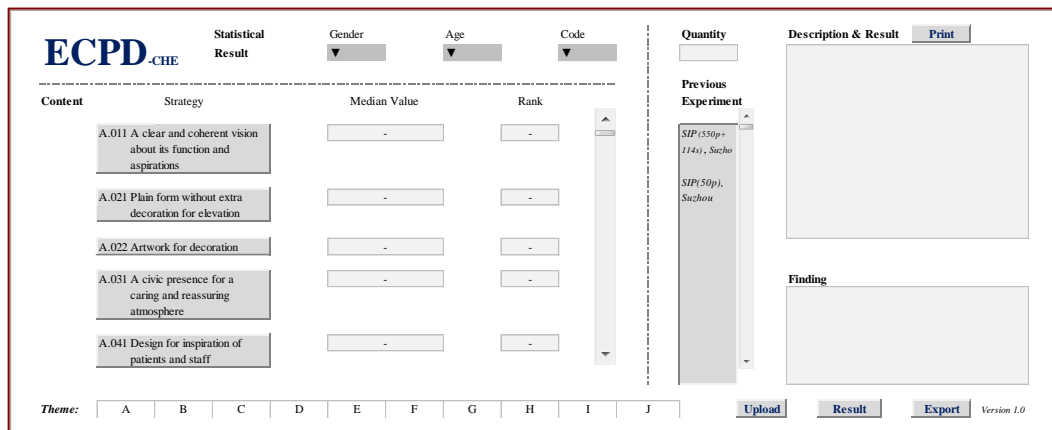 ECPD-CHE
Statistical
Result
Gender
▼
Age
▼
Code
▼
Content
Strategy
Median Value
Rank
A.011 A clear and coherent vision
about its function and
aspirations
-
-
A.021 Plain form without extra
decoration for elevation
-
-
A.022 Artwork for decoration
-
-
A.031 A civic presence for a
caring and reassuring
atmosphere
-
-
A.041 Design for inspiration of
patients and staff
-
-
Quantity
Previous
Experiment
SIP (550p+
114s) , Suzho
SIP(50p),
Suzhou
Description & Result
Print
Finding
Theme: A B C D E F G H I J
Upload
Result
Export
Version 1.0